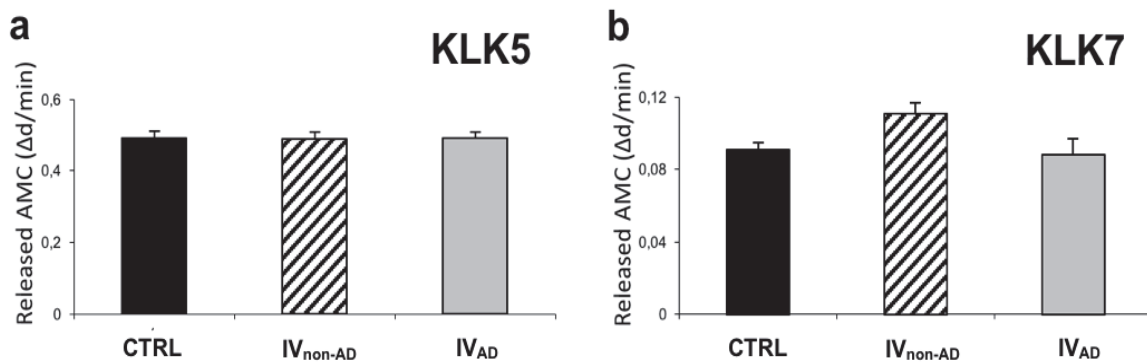 a
KLK5
Released AMC (Δd/min)
0,6
0,4
0,2
0
CTRL
IVnon-AD
IVAD
b
KLK7
Released AMC (Δd/min)
0,12
0,08
0,04
0
CTRL
IVnon-AD
IVAD